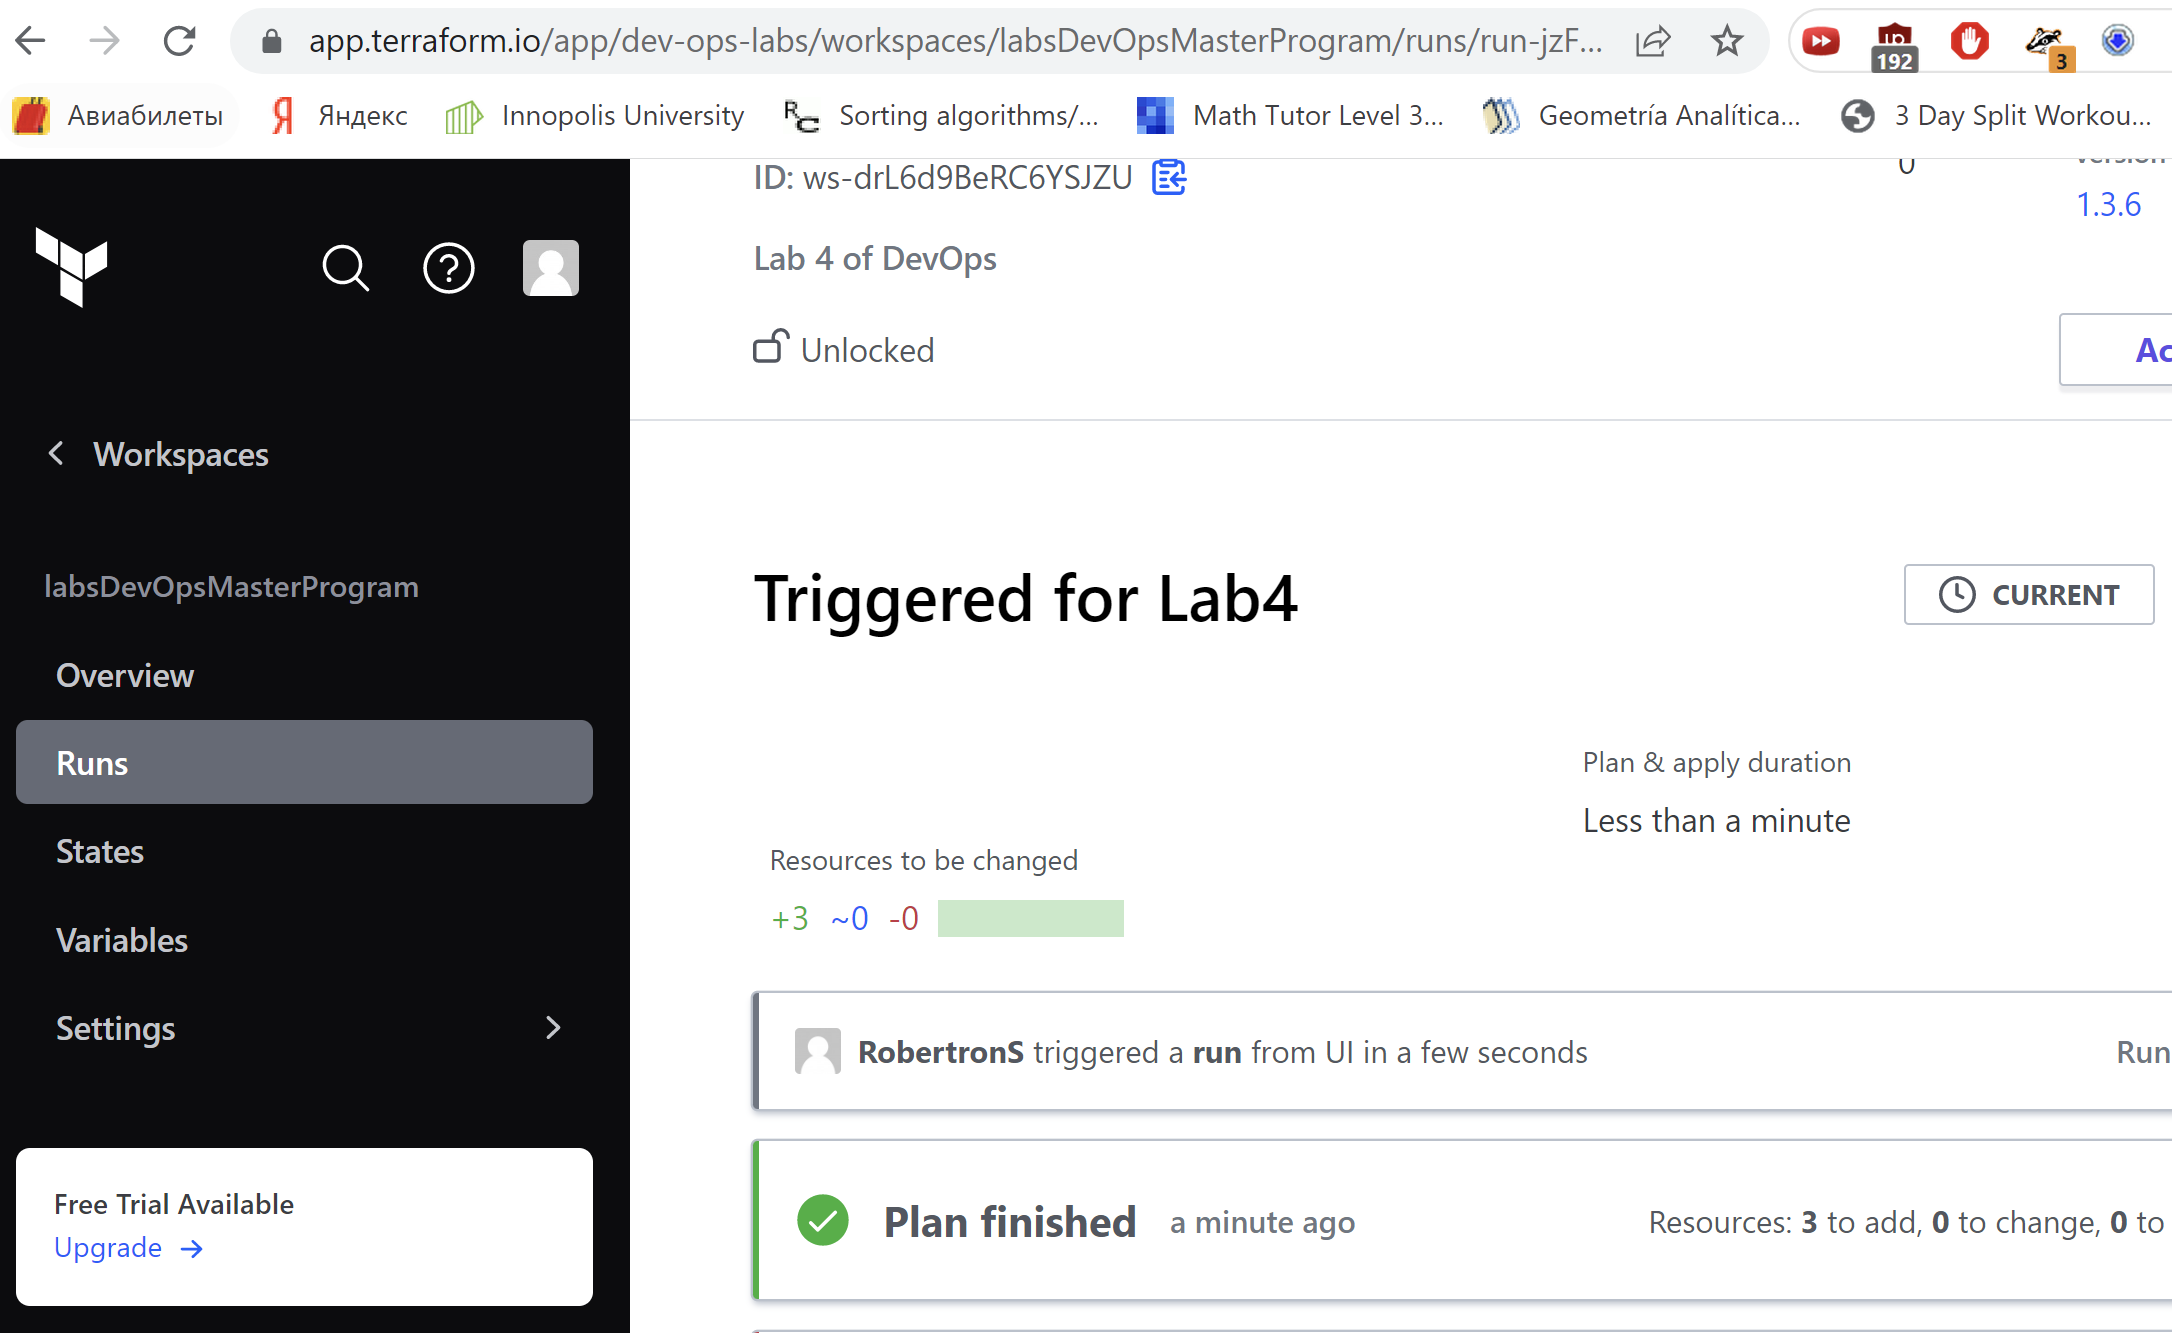 app.terraform.io/app/dev-ops-labs/workspaces/labsDevOpsMasterProgram/runs/run-jzF...
192
3
Авиабилеты
Яндекс
Innopolis University
Sorting algorithms/...
Math Tutor Level 3...
Geometría Analítica...
3 Day Split Workou...
ID: ws-drL6d9BeRC6YSJZU
0
version
1.3.6
Lab 4 of DevOps
Unlocked
Ac
Workspaces
labsDevOpsMasterProgram
Overview
Runs
States
Variables
Settings
Free Trial Available
Upgrade →
Triggered for Lab4
CURRENT
Plan & apply duration
Less than a minute
Resources to be changed
+3 ~0 -0
RobertronS triggered a run from UI in a few seconds
Run
Plan finished a minute ago
Resources: 3 to add, 0 to change, 0 to